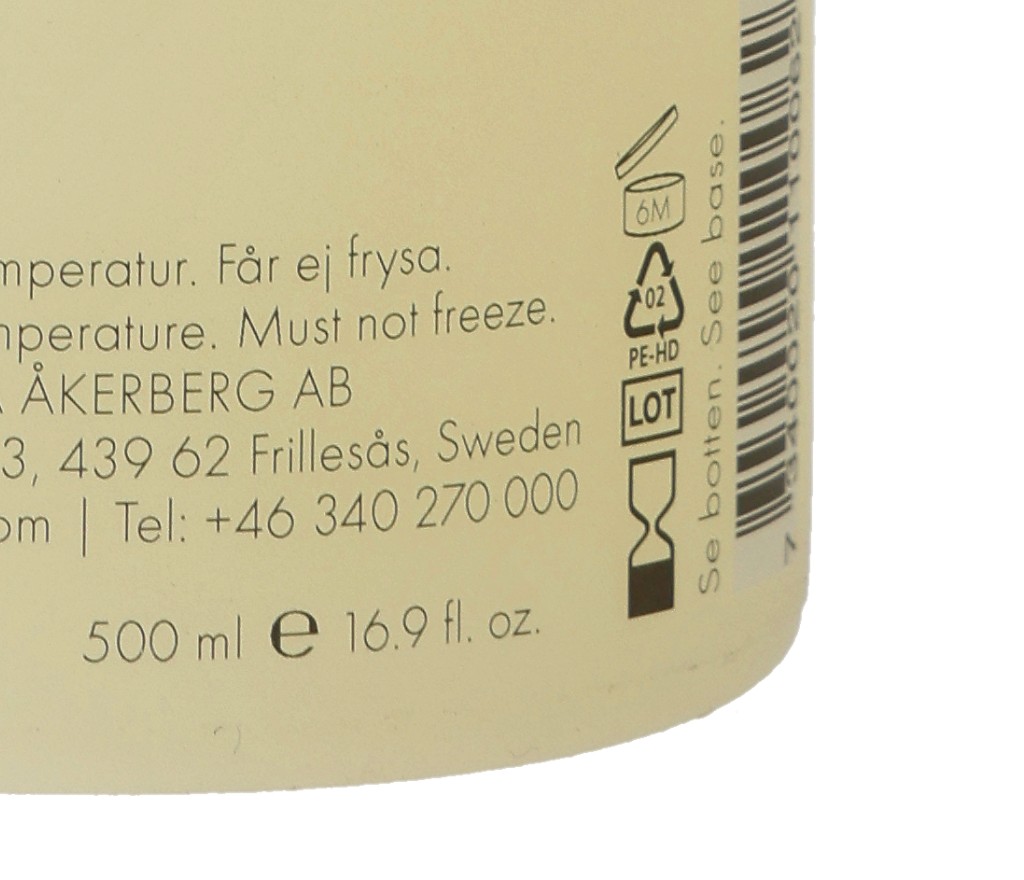 mperatur. Får ej frysa.
mperature. Must not freeze.
ÅKERBERG AB
3, 439 62 Frillesås, Sweden
om | Tel: +46 340 270 000
500 ml e 16.9 fl. oz.
6M
02
PE-HD
LOT
Se botten. See base.